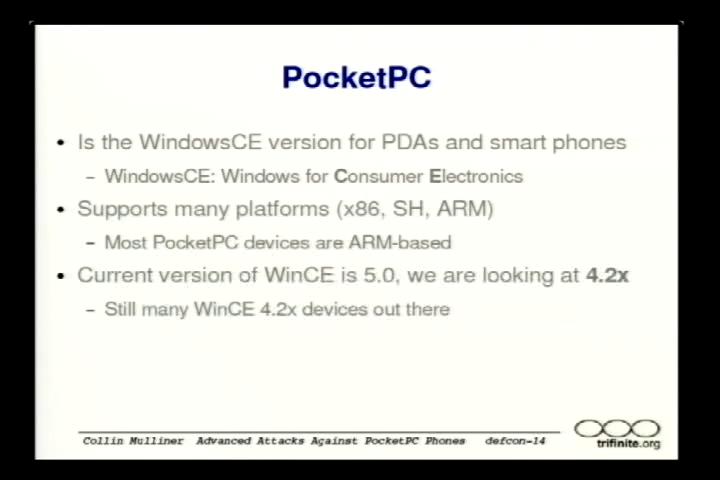 PocketPC
• Is the WindowsCE version for PDAs and smart phones
– WindowsCE: Windows for Consumer Electronics
• Supports many platforms (x86, SH, ARM)
– Most PocketPC devices are ARM-based
• Current version of WinCE is 5.0, we are looking at 4.2x
– Still many WinCE 4.2x devices out there
Collin Mulliner Advanced Attacks Against PocketPC Phones defcon-14
trifinite.org